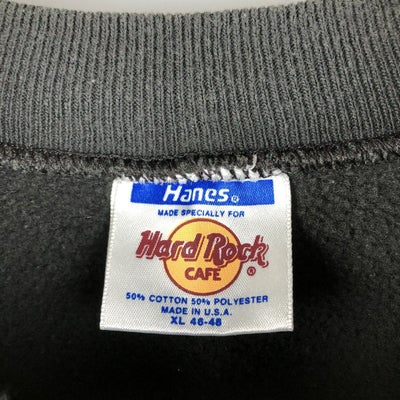 Hanes®
MADE SPECIALLY FOR
Hard Rock
CAFE ®
50% COTTON 50% POLYESTER
MADE IN U.S.A.
XL 46-48